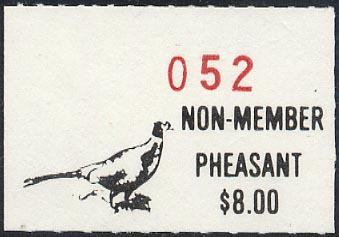 052
NON-MEMBER
PHEASANT
$8.00